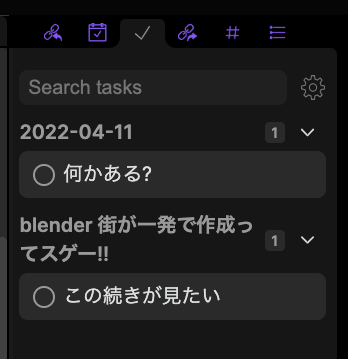 Search tasks
2022-04-11 1
何かある?
blender 街が一発で作成っ
てスゲー!! 1
この続きが見たい